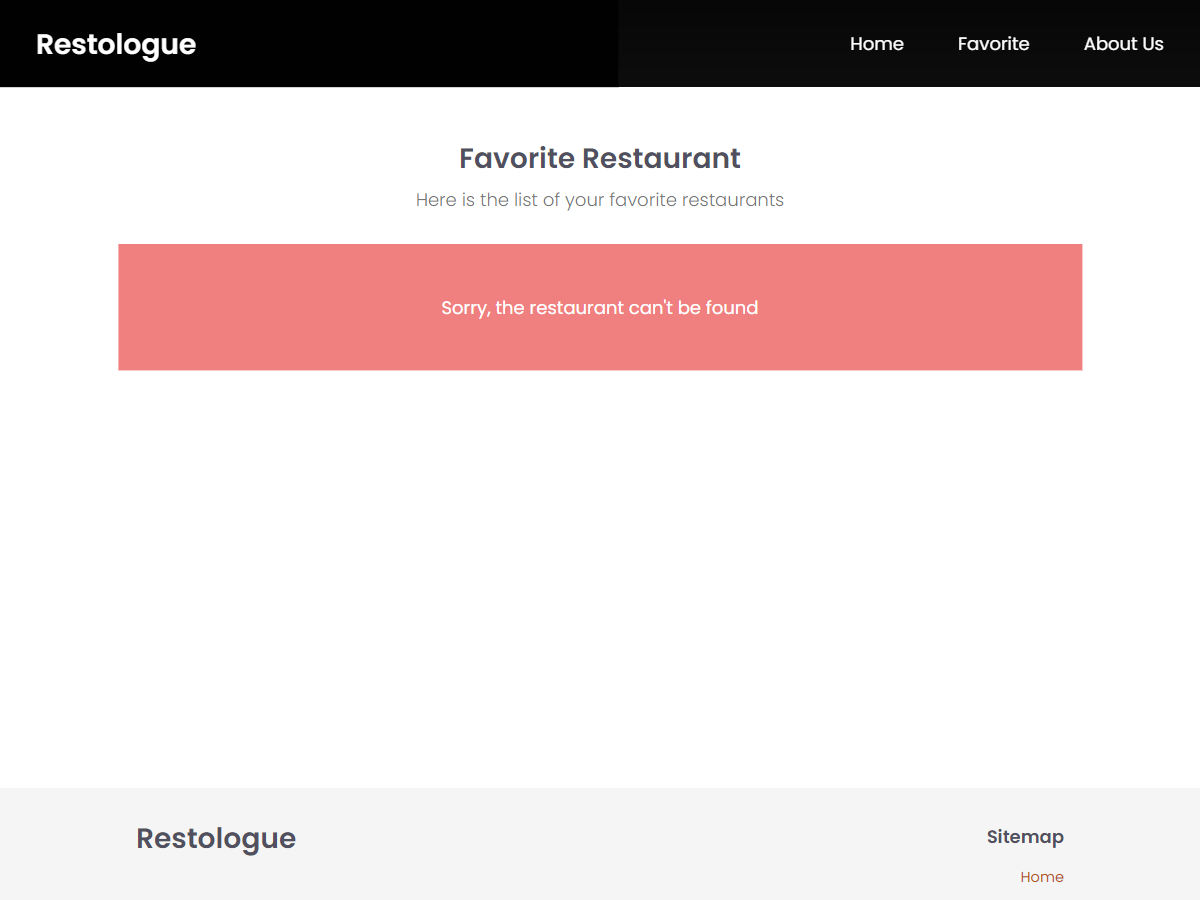 Restologue
Home
Favorite
About Us
Favorite Restaurant
Here is the list of your favorite restaurants
Sorry, the restaurant can't be found
Restologue
Sitemap
Home